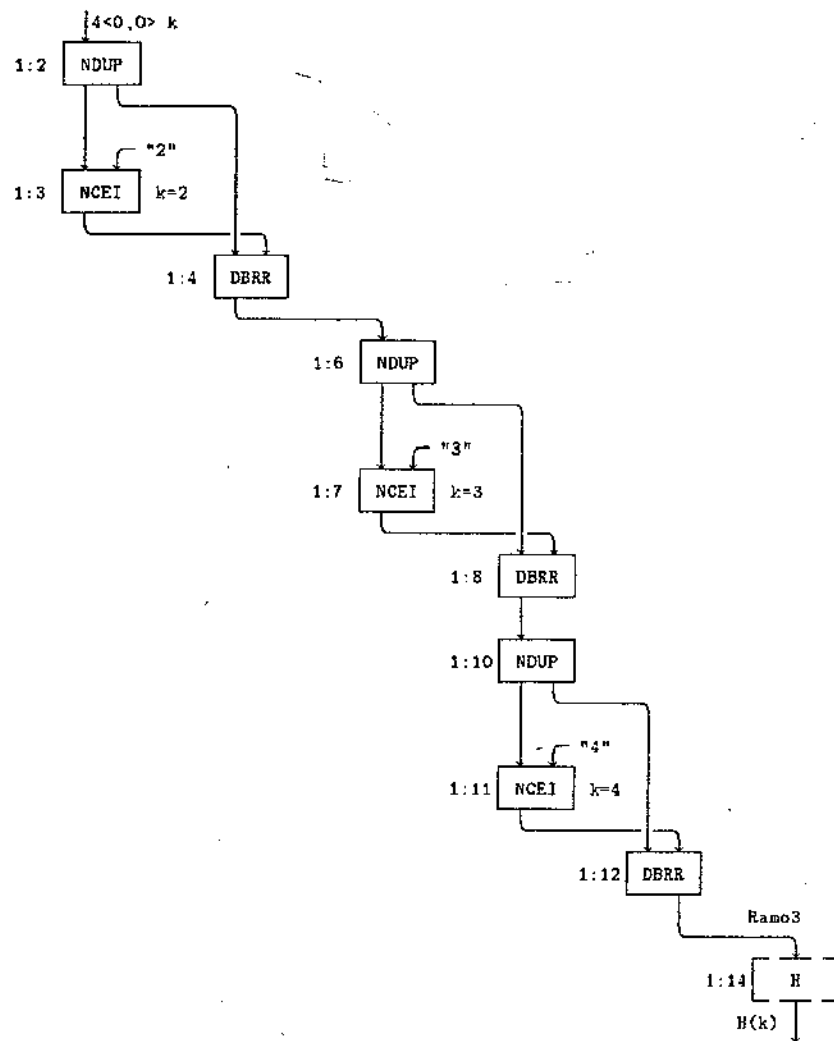 4<0,0> k
1:2 NDUP
"2"
1:3 NCEI k=2
1:4 DBRR
1:6 NDUP
"3"
1:7 NCEI k=3
1:8 DBRR
1:10 NDUP
"4"
1:11 NCEI k=4
1:12 DBRR
Ramo3
1:14 H
H(k)